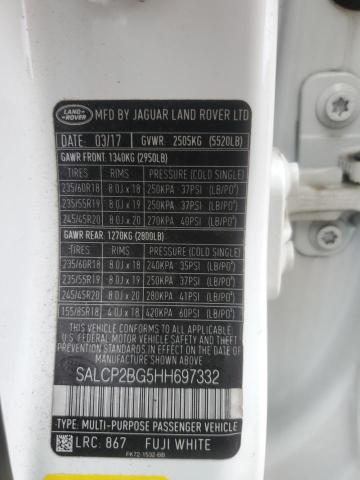 LAND ROVER
MFD BY JAGUAR LAND ROVER LTD
DATE: 03/17 GVWR: 2505KG (5520LB)
GAWR FRONT: 1340KG (2950LB)
TIRES RIMS PRESSURE (COLD SINGLE)
235/60R18 8.0J x 18 250KPA 37PSI (LB/PO²)
235/55R19 8.0J x 19 250KPA 37PSI (LB/PO²)
245/45R20 8.0J x 20 270KPA 40PSI (LB/PO²)
GAWR REAR: 1270KG (2800LB)
TIRES RIMS PRESSURE (COLD SINGLE)
235/60R18 8.0J x 18 240KPA 35PSI (LB/PO²)
235/55R19 8.0J x 19 250KPA 37PSI (LB/PO²)
245/45R20 8.0J x 20 280KPA 41PSI (LB/PO²)
155/85R18 4.0J x 18 420KPA 60PSI (LB/PO²)
THIS VEHICLE CONFORMS TO ALL APPLICABLE
U.S. FEDERAL MOTOR VEHICLE SAFETY
AND THEFT PREVENTION STANDARDS
IN EFFECT ON THE DATE OF
MANUFACTURE SHOWN
ABOVE
SALCP2BG5HH697332
TYPE: MULTI-PURPOSE PASSENGER VEHICLE
LRC: 867 FUJI WHITE
FK72-1532-BB